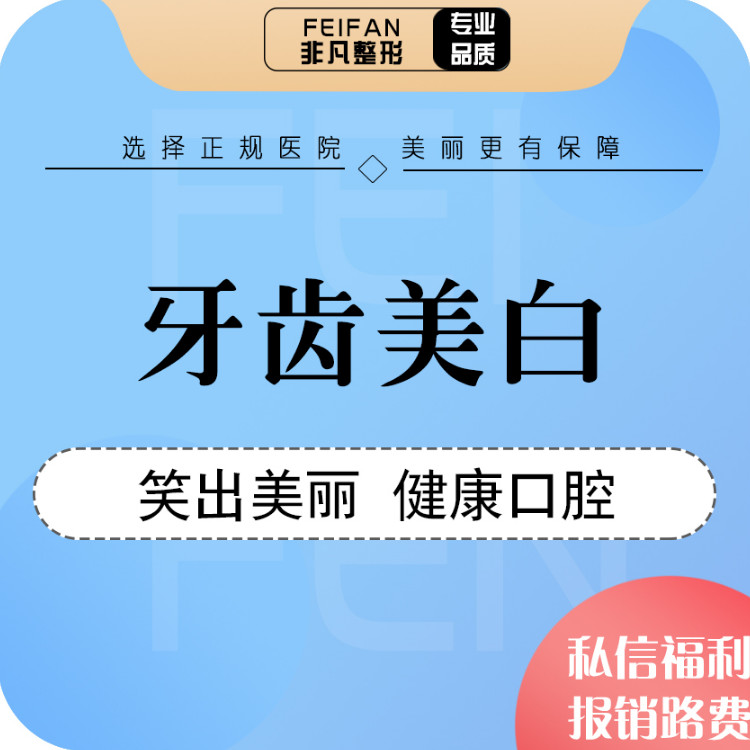 FEIFAN
非凡整形
专业
品质
选择正规医院 美丽更有保障
牙齿美白
笑出美丽 健康口腔
FEI
FEN
私信福利
报销路费